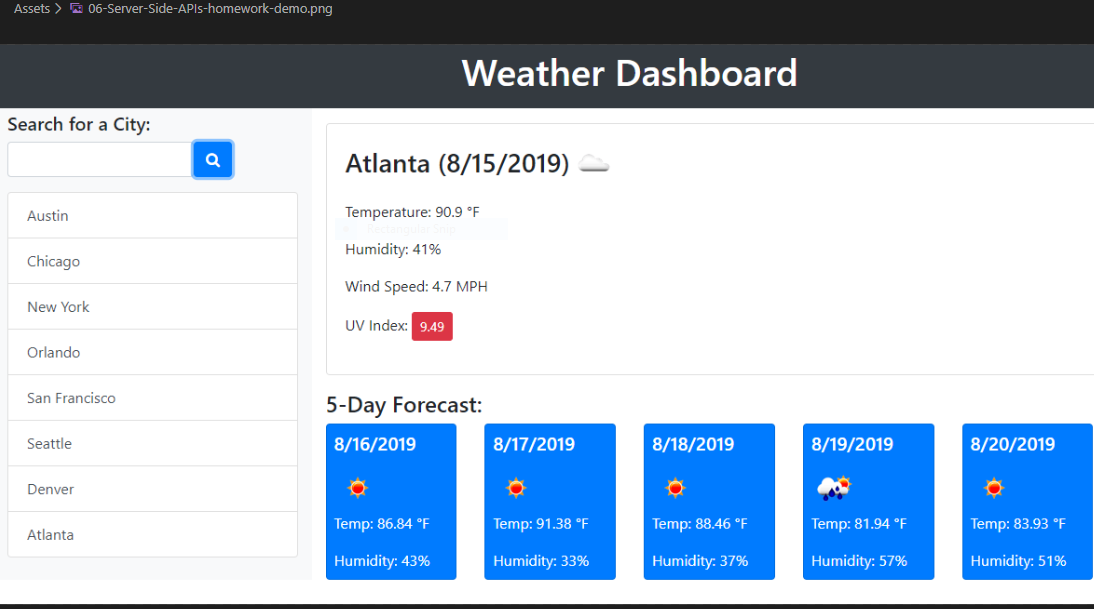 Assets > 06-Server-Side-APIs-homework-demo.png
Weather Dashboard
Search for a City:
Austin
Chicago
New York
Orlando
San Francisco
Seattle
Denver
Atlanta
Atlanta (8/15/2019)
Temperature: 90.9 °F
Rectangular Snip
Humidity: 41%
Wind Speed: 4.7 MPH
UV Index: 9.49
5-Day Forecast:
8/16/2019
Temp: 86.84 °F
Humidity: 43%
8/17/2019
Temp: 91.38 °F
Humidity: 33%
8/18/2019
Temp: 88.46 °F
Humidity: 37%
8/19/2019
Temp: 81.94 °F
Humidity: 57%
8/20/2019
Temp: 83.93 °F
Humidity: 51%